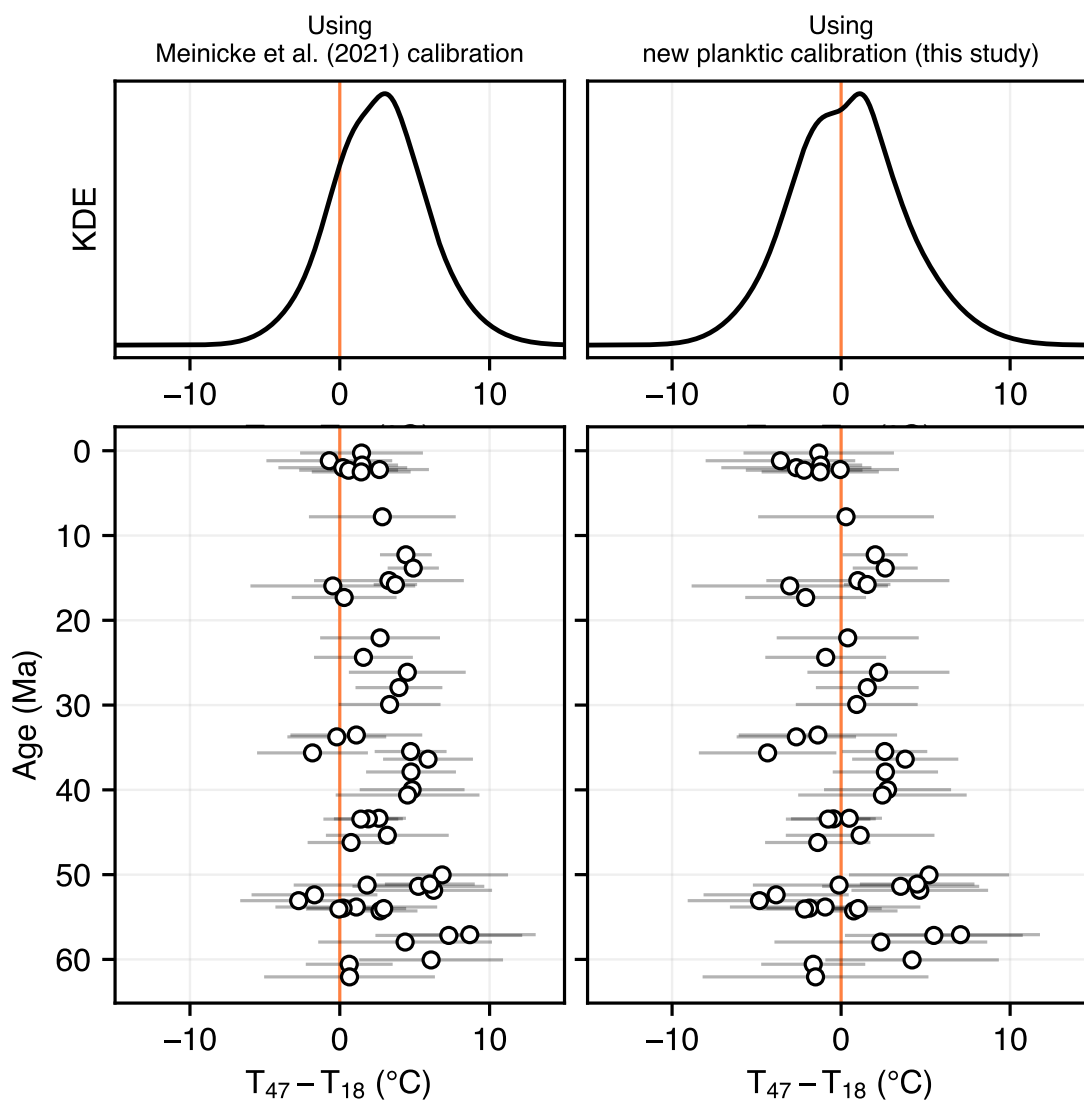 Using
Meinicke et al. (2021) calibration
Using
new planktic calibration (this study)
KDE
−10 0 10
−10 0 10
0
10
20
30
40
50
60
Age (Ma)
−10 0 10
−10 0 10
T47 − T18 (°C)
T47 − T18 (°C)